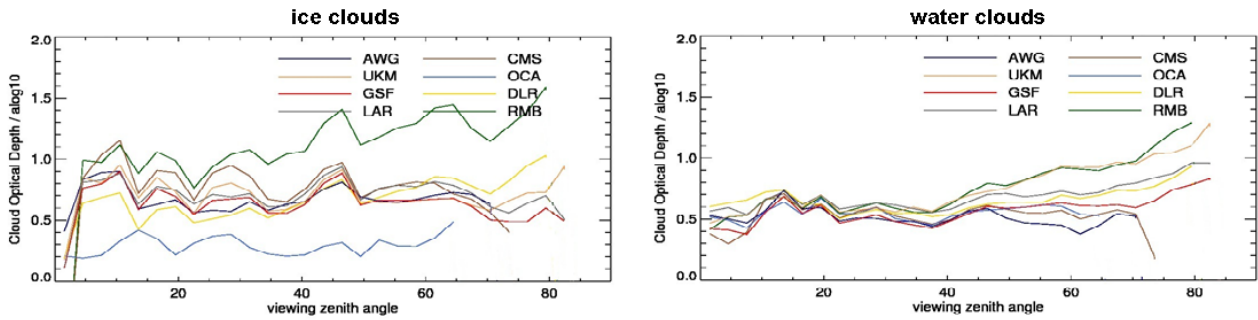 ice clouds
Cloud Optical Depth / alog10
2.0
1.5
1.0
0.5
0.0
AWG CMS
UKM OCA
GSF DLR
LAR RMB
20 40 60 80
viewing zenith angle
water clouds
Cloud Optical Depth / alog10
2.0
1.5
1.0
0.5
0.0
AWG CMS
UKM OCA
GSF DLR
LAR RMB
20 40 60 80
viewing zenith angle